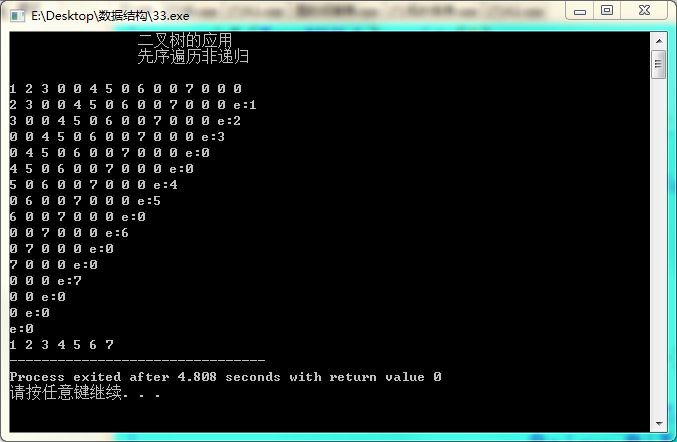 E:\Desktop\数据结构\33.exe
二叉树的应用
先序遍历非递归
1 2 3 0 0 4 5 0 6 0 0 7 0 0 0
2 3 0 0 4 5 0 6 0 0 7 0 0 0 e:1
3 0 0 4 5 0 6 0 0 7 0 0 0 e:2
0 0 4 5 0 6 0 0 7 0 0 0 e:3
0 4 5 0 6 0 0 7 0 0 0 e:0
4 5 0 6 0 0 7 0 0 0 e:0
5 0 6 0 0 7 0 0 0 e:4
0 6 0 0 7 0 0 0 e:5
6 0 0 7 0 0 0 e:0
0 0 7 0 0 0 e:6
0 7 0 0 0 e:0
7 0 0 0 e:0
0 0 0 e:7
0 0 e:0
0 e:0
e:0
1 2 3 4 5 6 7
--------------------------------
Process exited after 4.808 seconds with return value 0
请按任意键继续. . .